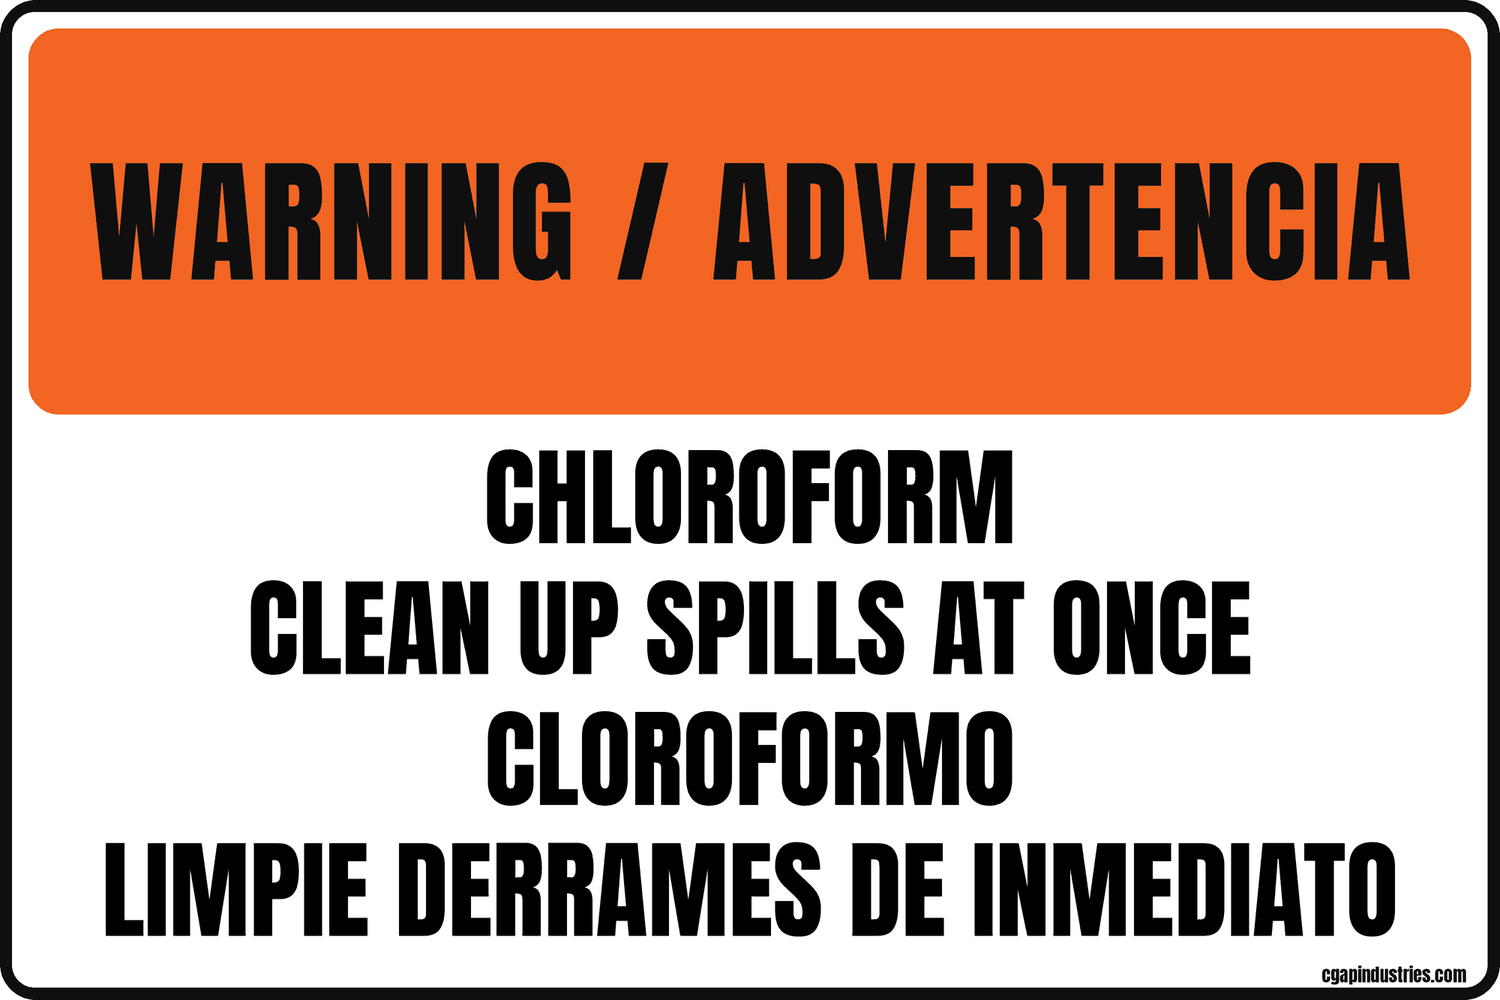 WARNING / ADVERTENCIA
CHLOROFORM
CLEAN UP SPILLS AT ONCE
CLOROFORMO
LIMPIE DERRAMES DE INMEDIATO
cgapindustries.com